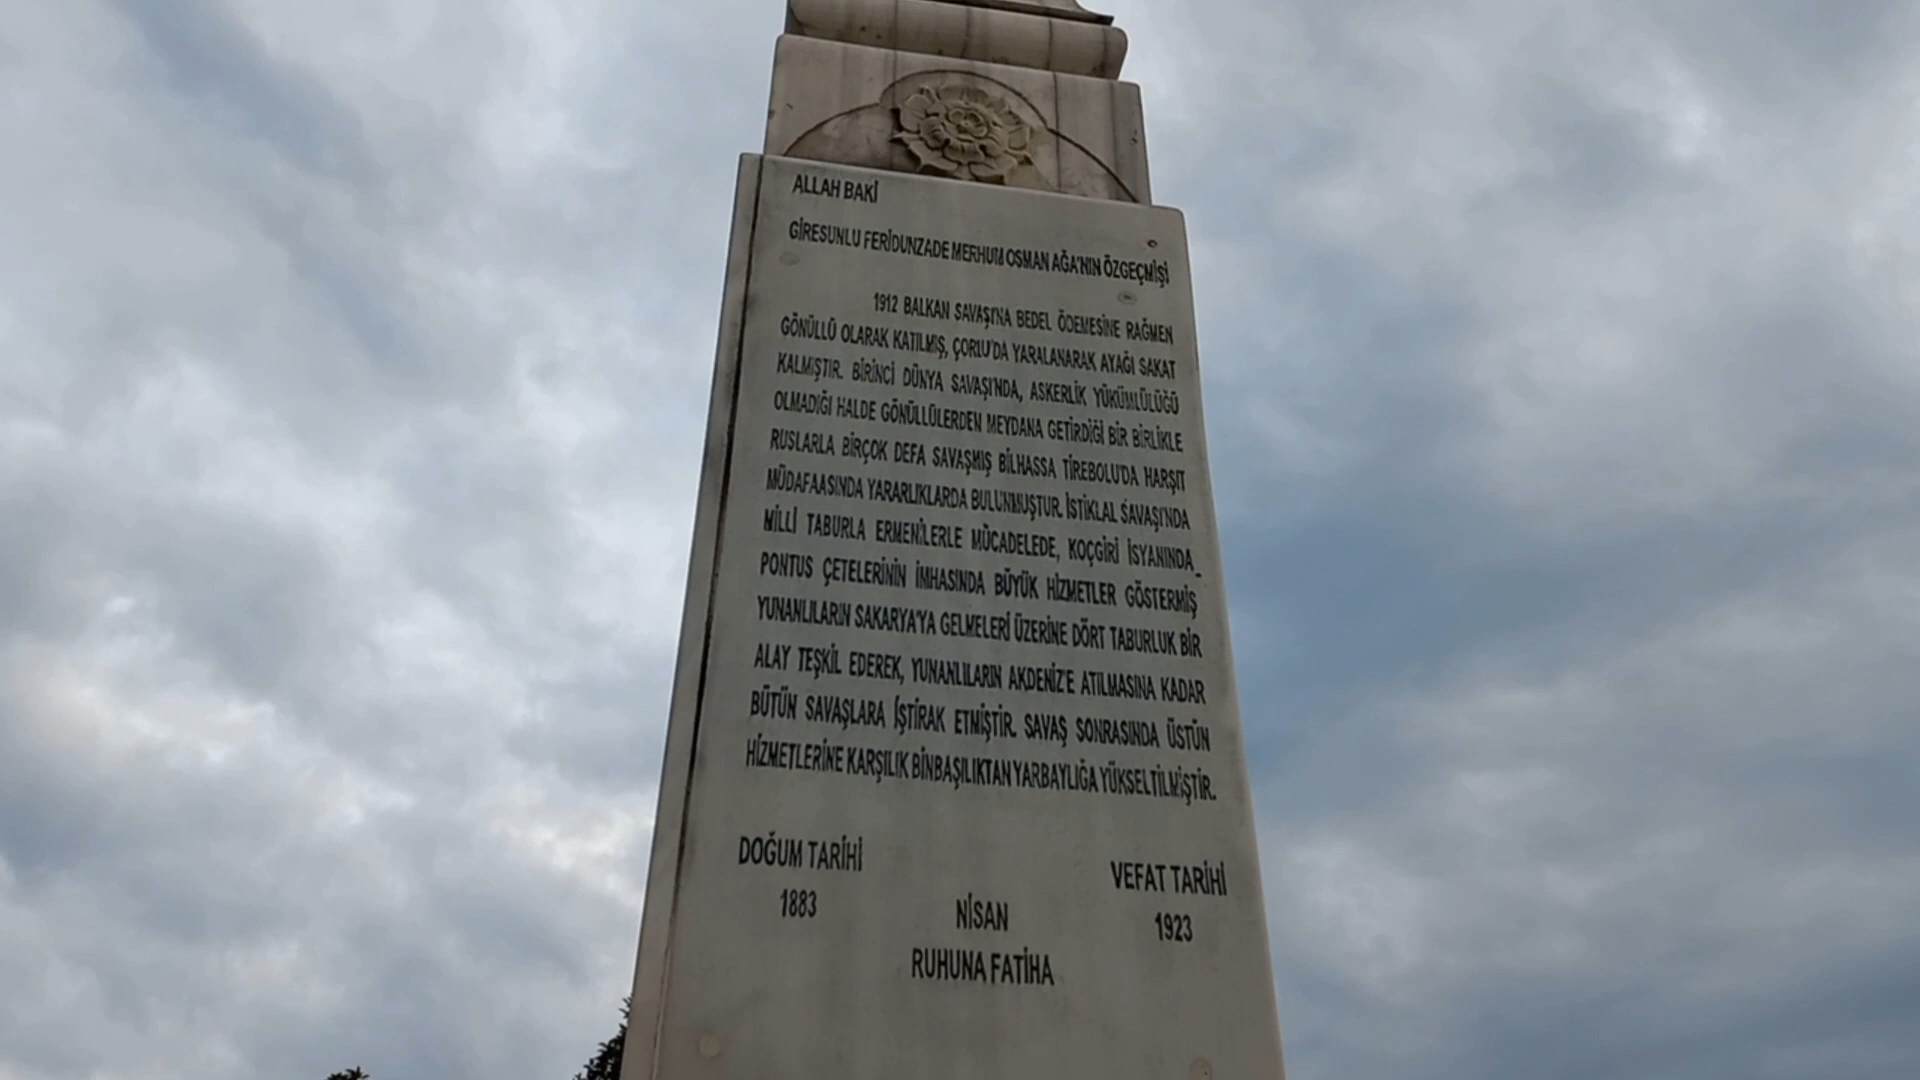 ALLAH BAKİ
GİRESUNLU FERİDUNZADE MERHUM OSMAN AĞA'NIN ÖZGEÇMİŞİ
1912 BALKAN SAVAŞI'NA BEDEL ÖDEMESİNE RAĞMEN
GÖNÜLLÜ OLARAK KATILMIŞ, ÇORLU'DA YARALANARAK AYAĞI SAKAT
KALMIŞTIR. BİRİNCİ DÜNYA SAVAŞI'NDA, ASKERLİK YÜKÜMLÜLÜĞÜ
OLMADIĞI HALDE GÖNÜLLÜLERDEN MEYDANA GETİRDİĞİ BİR BİRLİKLE
RUSLARLA BİRÇOK DEFA SAVAŞMIŞ BİLHASSA TİREBOLU'DA HARŞIT
MÜDAFAASINDA YARARLIKLARDA BULUNMUŞTUR. İSTİKLAL SAVAŞI'NDA
MİLLİ TABURLA ERMENİLERLE MÜCADELEDE, KOÇGİRİ İSYANINDA
PONTUS ÇETELERİNİN İMHASINDA BÜYÜK HİZMETLER GÖSTERMİŞ
YUNANLILARIN SAKARYA'YA GELMELERİ ÜZERİNE DÖRT TABURLUK BİR
ALAY TEŞKİL EDEREK, YUNANLILARIN AKDENİZ'E ATILMASINA KADAR
BÜTÜN SAVAŞLARA İŞTİRAK ETMİŞTİR. SAVAŞ SONRASINDA ÜSTÜN
HİZMETLERİNE KARŞILIK BİNBAŞILIKTAN YARBAYLIĞA YÜKSELTİLMİŞTİR.
DOĞUM TARİHİ
1883
VEFAT TARİHİ
1923
NİSAN
RUHUNA FATİHA